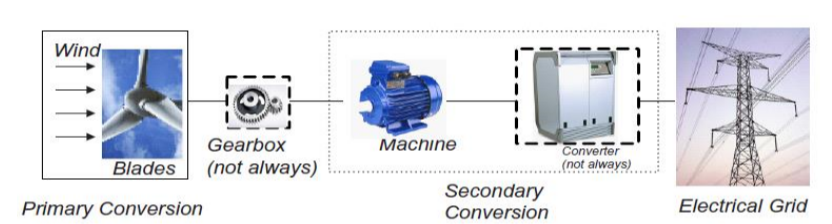 Wind
Blades
Primary Conversion
Gearbox
(not always)
Machine
Converter
(not always)
Secondary
Conversion
Electrical Grid